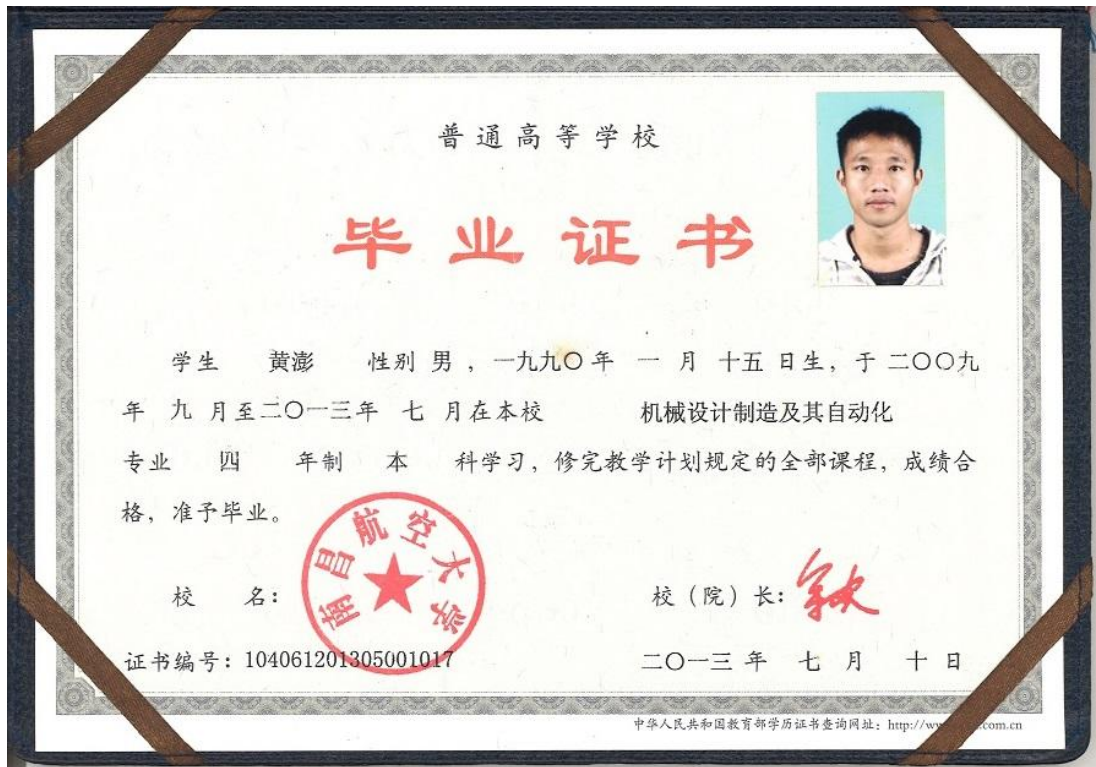 普通高等学校
毕业证书
学生 黄澎 性别 男 ，一九九〇年 一 月 十五 日生，于 二〇〇九
年 九 月至二〇一三年 七 月在本校 机械设计制造及其自动化
专业 四 年制 本 科学习，修完教学计划规定的全部课程，成绩合
格，准予毕业。
南昌航空大学
校 名： 校（院）长：
证书编号：104061201305001017 二〇一三 年 七 月 十 日
中华人民共和国教育部学历证书查询网址：http://ww com.cn